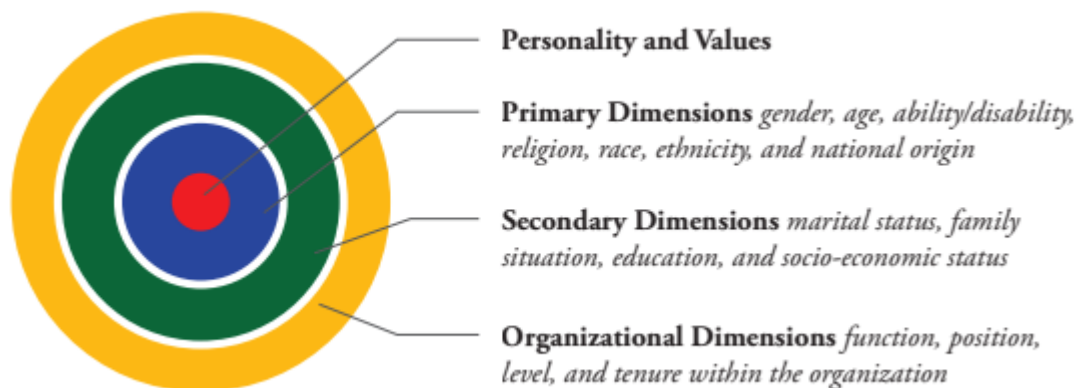 Personality and Values
Primary Dimensions gender, age, ability/disability,
religion, race, ethnicity, and national origin
Secondary Dimensions marital status, family
situation, education, and socio-economic status
Organizational Dimensions function, position,
level, and tenure within the organization